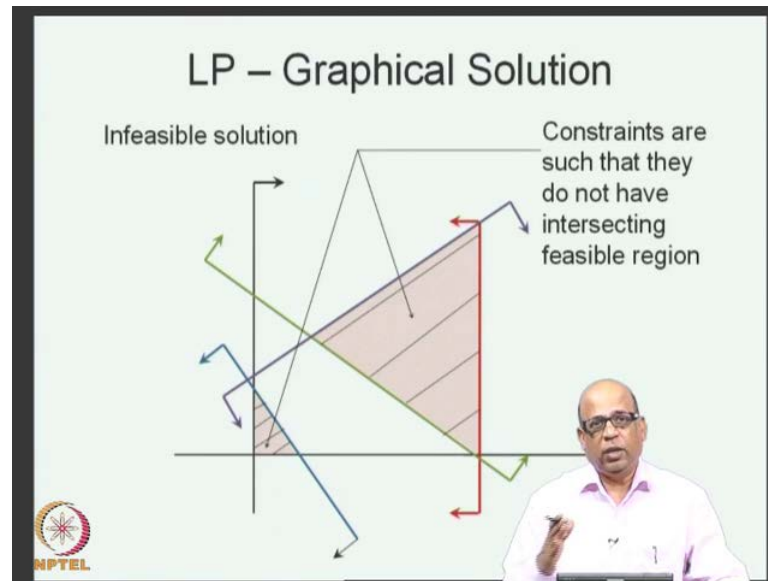 LP – Graphical Solution
Infeasible solution
Constraints are
such that they
do not have
intersecting
feasible region
NPTEL